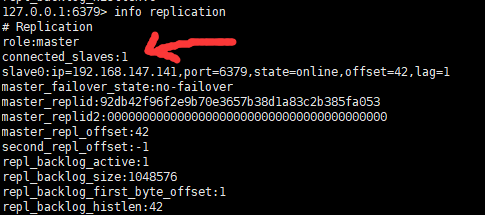 127.0.0.1:6379> info replication
# Replication
role:master
connected_slaves:1
slave0:ip=192.168.147.141,port=6379,state=online,offset=42,lag=1
master_failover_state:no-failover
master_replid:92db42f96f2e9b70e3657b38d1a83c2b385fa053
master_replid2:0000000000000000000000000000000000000000
master_repl_offset:42
second_repl_offset:-1
repl_backlog_active:1
repl_backlog_size:1048576
repl_backlog_first_byte_offset:1
repl_backlog_histlen:42